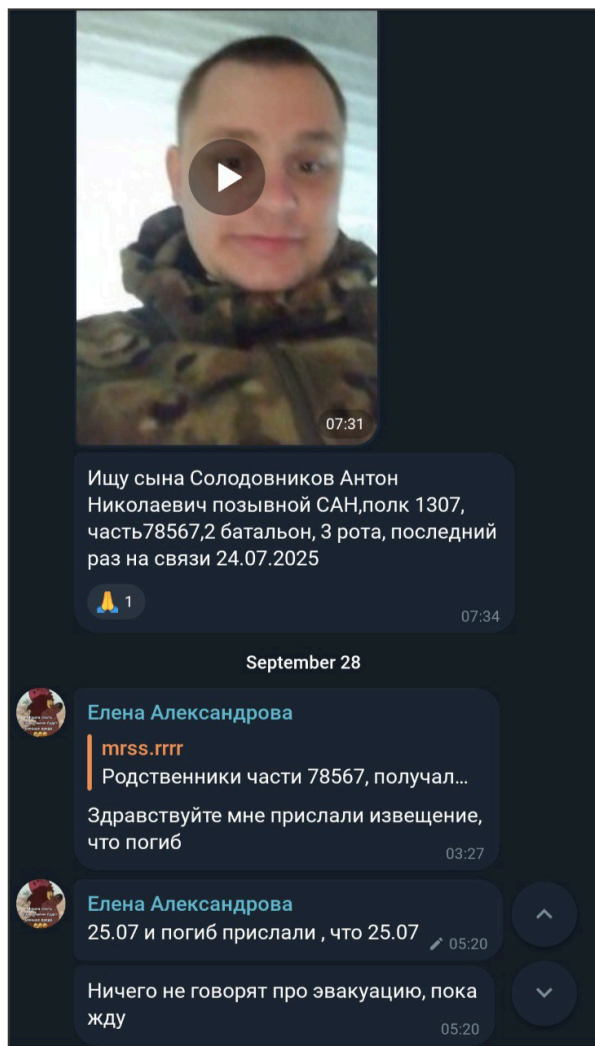 07:31
Ищу сына Солодовников Антон
Николаевич позывной САН,полк 1307,
часть78567,2 батальон, 3 рота, последний
раз на связи 24.07.2025
🙏 1
07:34
September 28
Елена Александрова
mrss.rrrr
Родственники части 78567, получал...
Здравствуйте мне прислали извещение,
что погиб
03:27
Елена Александрова
25.07 и погиб прислали , что 25.07
05:20
Ничего не говорят про эвакуацию, пока
жду
05:20